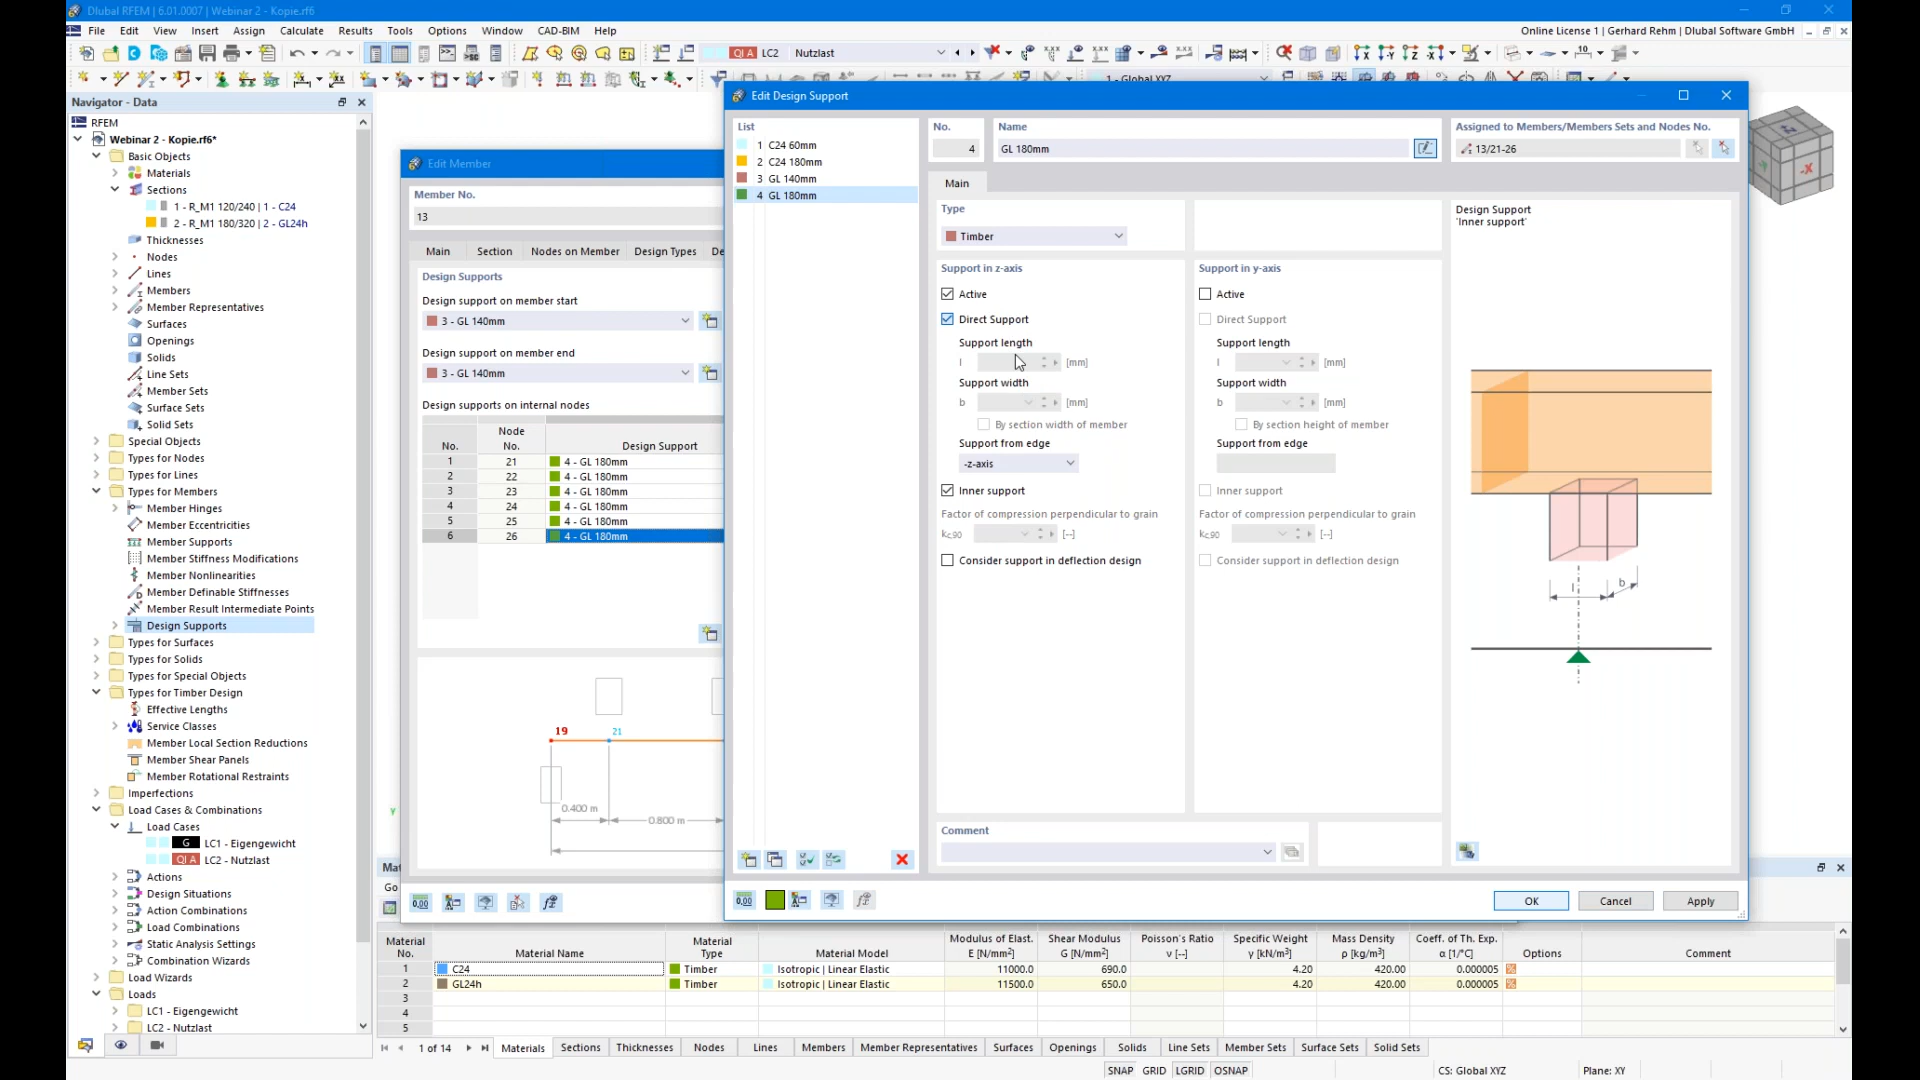 Dlubal RFEM | 6.01.0007 | Webinar 2 - Kopie.rf6
File Edit View Insert Assign Calculate Results Tools Options Window CAD-BIM Help
Online License 1 | Gerhard Rehm | Dlubal Software GmbH
QI A LC2 Nutzlast
1 - Global XYZ
Navigator - Data
RFEM
Webinar 2 - Kopie.rf6*
Basic Objects
Materials
Sections
1 - R_M1 120/240 | 1 - C24
2 - R_M1 180/320 | 2 - GL24h
Thicknesses
Nodes
Lines
Members
Member Representatives
Surfaces
Openings
Solids
Line Sets
Member Sets
Surface Sets
Solid Sets
Special Objects
Types for Nodes
Types for Lines
Types for Members
Member Hinges
Member Eccentricities
Member Supports
Member Stiffness Modifications
Member Nonlinearities
Member Definable Stiffnesses
Member Result Intermediate Points
Design Supports
Types for Surfaces
Types for Solids
Types for Special Objects
Types for Timber Design
Effective Lengths
Service Classes
Member Local Section Reductions
Member Shear Panels
Member Rotational Restraints
Imperfections
Load Cases & Combinations
Load Cases
G LC1 - Eigengewicht
QI A LC2 - Nutzlast
Actions
Design Situations
Action Combinations
Load Combinations
Static Analysis Settings
Combination Wizards
Load Wizards
Loads
LC1 - Eigengewicht
LC2 - Nutzlast
Edit Member
Member No.
13
Main Section Nodes on Member Design Types De
Design Supports
Design support on member start
3 - GL 140mm
Design support on member end
3 - GL 140mm
Design supports on internal nodes
No. Node No. Design Support
1 21 4 - GL 180mm
2 22 4 - GL 180mm
3 23 4 - GL 180mm
4 24 4 - GL 180mm
5 25 4 - GL 180mm
6 26 4 - GL 180mm
19 21
0.400 m
0.800 m
Edit Design Support
List
1 C24 60mm
2 C24 180mm
3 GL 140mm
4 GL 180mm
No.
4
Name
GL 180mm
Assigned to Members/Members Sets and Nodes No.
13/21-26
Main
Type
Timber
Support in z-axis
Active
Direct Support
Support length
l [mm]
Support width
b [mm]
By section width of member
Support from edge
-z-axis
Inner support
Factor of compression perpendicular to grain
kc,90 [--]
Consider support in deflection design
Support in y-axis
Active
Direct Support
Support length
l [mm]
Support width
b [mm]
By section height of member
Support from edge
Inner support
Factor of compression perpendicular to grain
kc,90 [--]
Consider support in deflection design
Design Support
'Inner support'
l b
Comment
OK Cancel Apply
Mat
Go
Material No. Material Name Material Type Material Model Modulus of Elast. E [N/mm2] Shear Modulus G [N/mm2] Poisson's Ratio ν [--] Specific Weight γ [kN/m3] Mass Density ρ [kg/m3] Coeff. of Th. Exp. α [1/°C] Options Comment
1 C24 Timber Isotropic | Linear Elastic 11000.0 690.0 4.20 420.00 0.000005
2 GL24h Timber Isotropic | Linear Elastic 11500.0 650.0 4.20 420.00 0.000005
3
4
5
1 of 14 Materials Sections Thicknesses Nodes Lines Members Member Representatives Surfaces Openings Solids Line Sets Member Sets Surface Sets Solid Sets
SNAP GRID LGRID OSNAP CS: Global XYZ Plane: XY